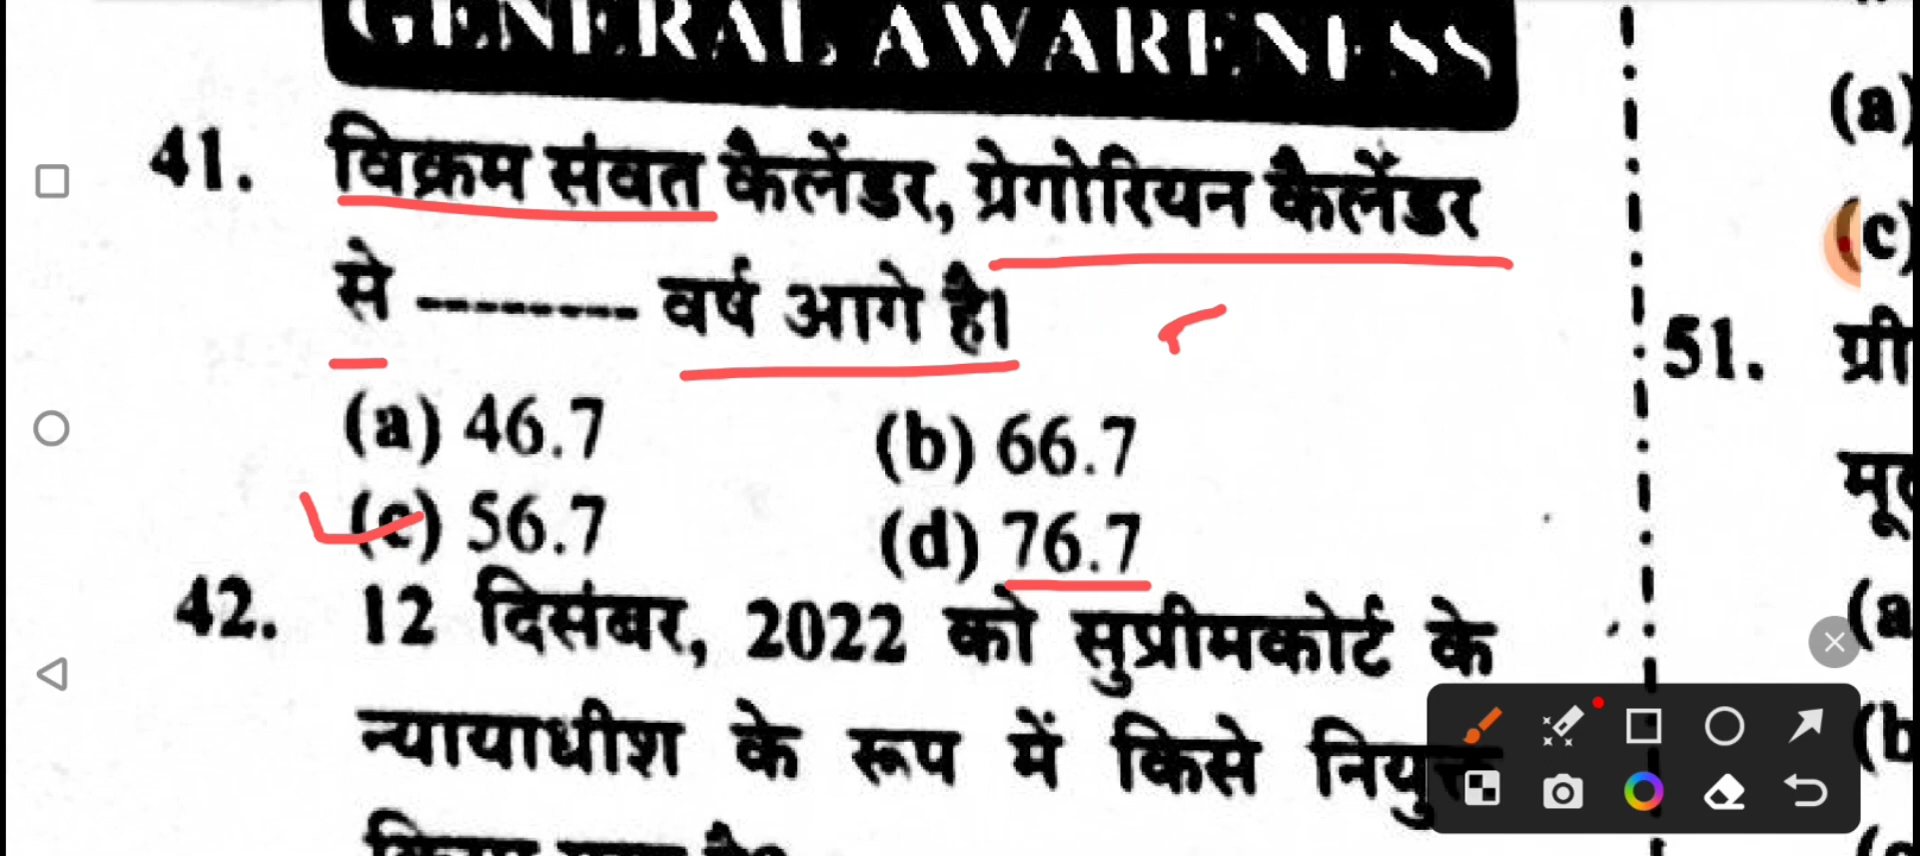 GENERAL AWARENESS
41. विक्रम संवत कैलेंडर, ग्रेगोरियन कैलेंडर
से --------- वर्ष आगे है।
(a) 46.7 (b) 66.7
(c) 56.7 (d) 76.7
42. 12 दिसंबर, 2022 को सुप्रीमकोर्ट के
न्यायाधीश के रूप में किसे
(a)
(c)
51.
(a
(b